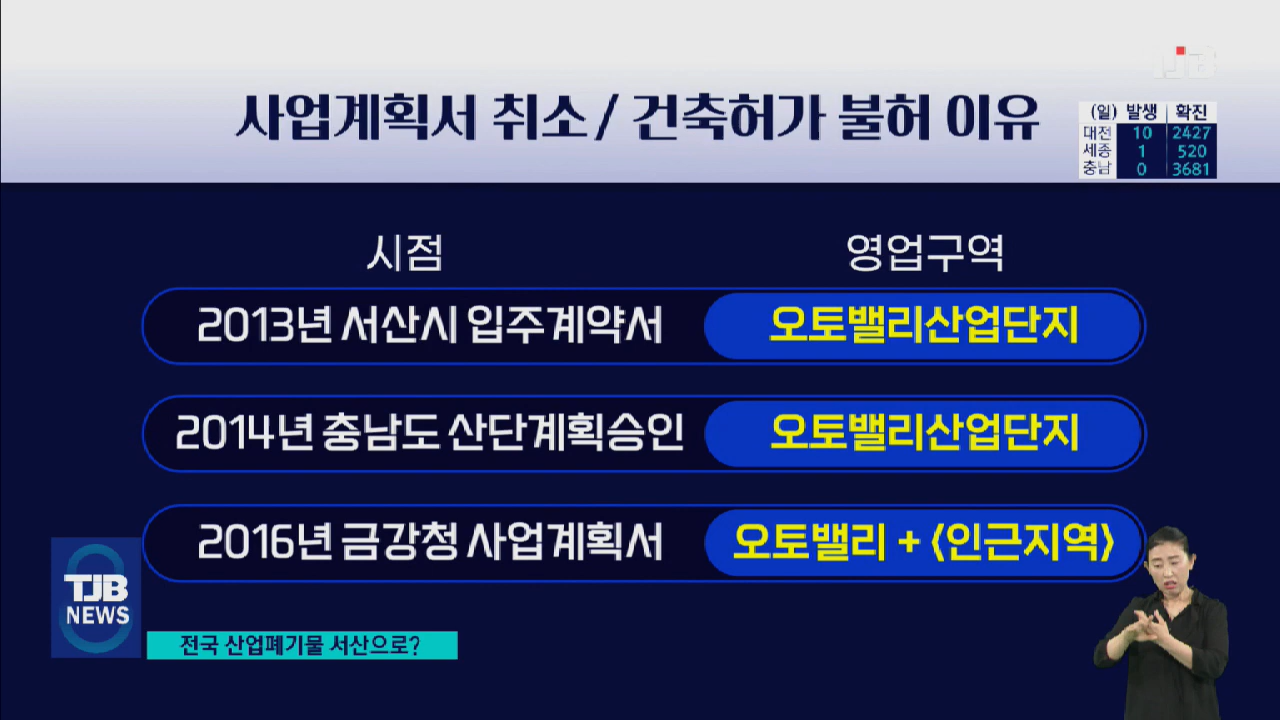 TJB
사업계획서 취소 / 건축허가 불허 이유
(일) 발생 확진
대전 10 2427
세종 1 520
충남 0 3681
시점 영업구역
2013년 서산시 입주계약서 오토밸리산업단지
2014년 충남도 산단계획승인 오토밸리산업단지
2016년 금강청 사업계획서 오토밸리 + <인근지역>
TJB
NEWS
전국 산업폐기물 서산으로?